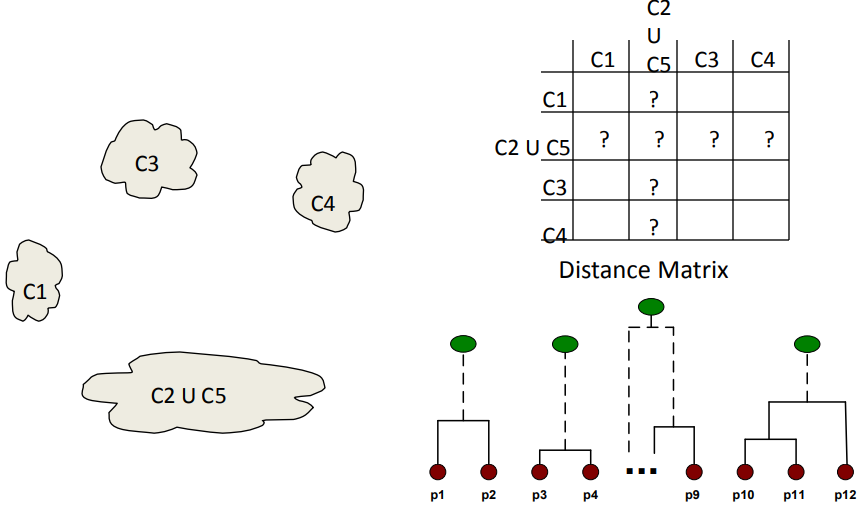 C2
U
C5
C1
C3
C4
C1
?
C2 U C5
?
?
?
?
C3
?
C4
?
Distance Matrix
C3
C4
C1
C2 U C5
...
p1
p2
p3
p4
p9
p10
p11
p12